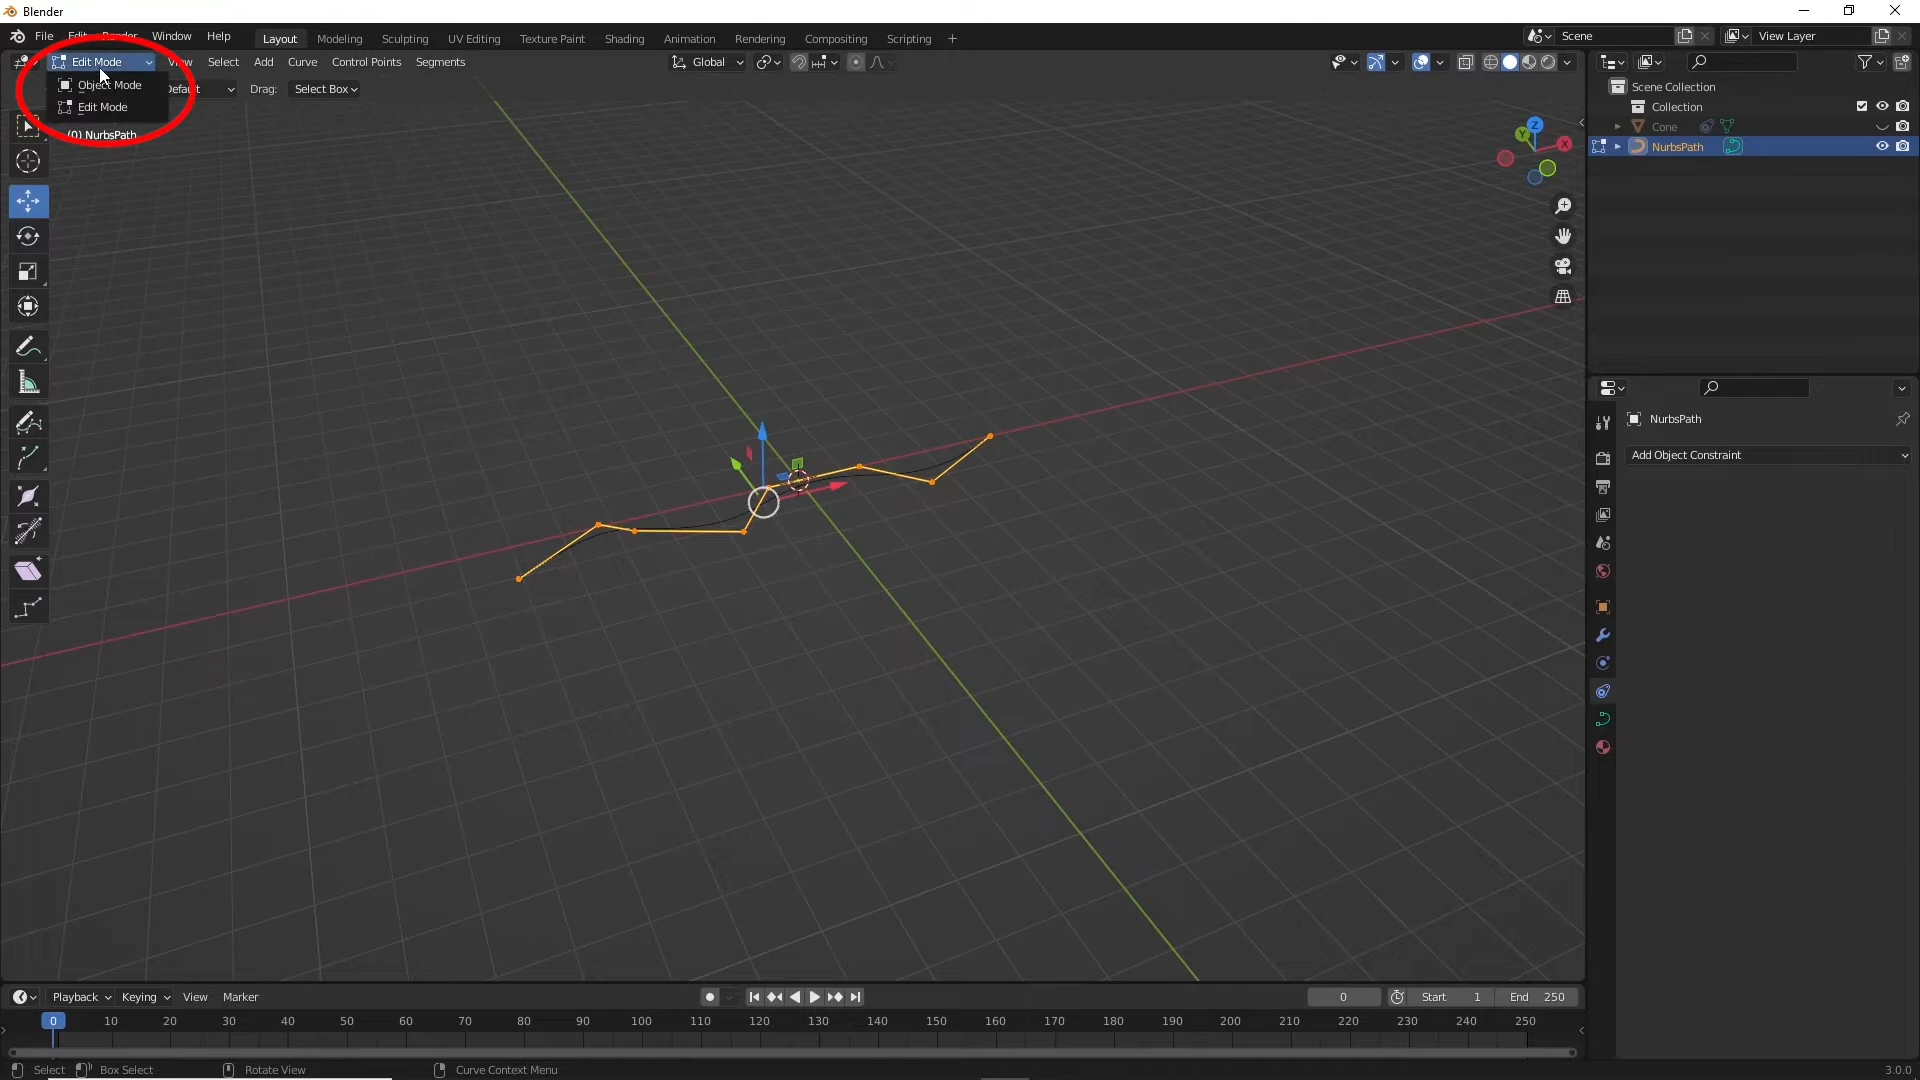 Blender
File Edit Render Window Help
Layout Modeling Sculpting UV Editing Texture Paint Shading Animation Rendering Compositing Scripting +
Scene
View Layer
Edit Mode View Select Add Curve Control Points Segments
Global
Object Mode
Default
Drag: Select Box
Edit Mode
(0) NurbsPath
Z
Y
X
Scene Collection
Collection
Cone
NurbsPath
NurbsPath
Add Object Constraint
Playback Keying View Marker
0
Start 1
End 250
0 10 20 30 40 50 60 70 80 90 100 110 120 130 140 150 160 170 180 190 200 210 220 230 240 250
Select Box Select Rotate View Curve Context Menu
3.0.0